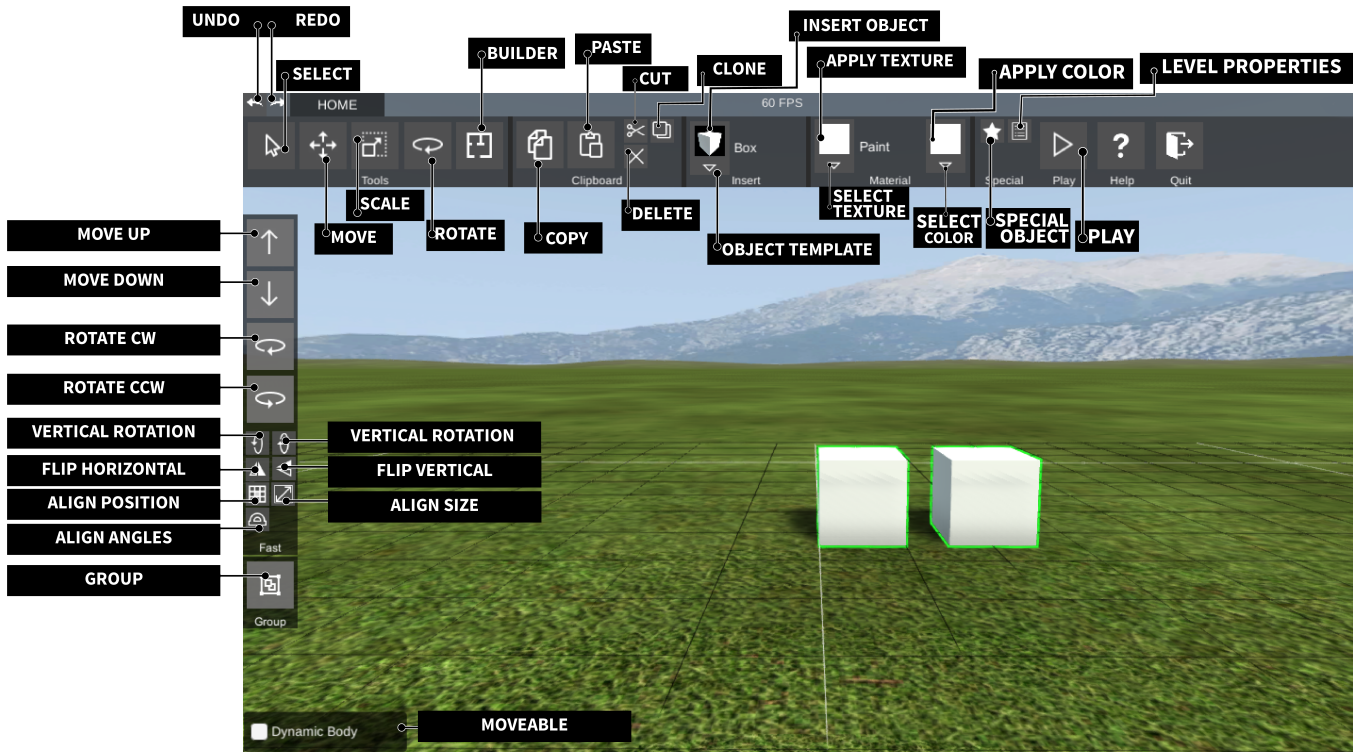 UNDO REDO
INSERT OBJECT
BUILDER
PASTE
APPLY TEXTURE
SELECT
CUT
CLONE
APPLY COLOR
LEVEL PROPERTIES
HOME
60 FPS
Box
Paint
Tools
Clipboard
Insert
Material
Special
Play
Help
Quit
SCALE
MOVE
ROTATE
COPY
DELETE
OBJECT TEMPLATE
SELECT
TEXTURE
SELECT
COLOR
SPECIAL
OBJECT
PLAY
MOVE UP
MOVE DOWN
ROTATE CW
ROTATE CCW
VERTICAL ROTATION
VERTICAL ROTATION
FLIP HORIZONTAL
FLIP VERTICAL
ALIGN POSITION
ALIGN SIZE
ALIGN ANGLES
Fast
GROUP
Group
Dynamic Body
MOVEABLE